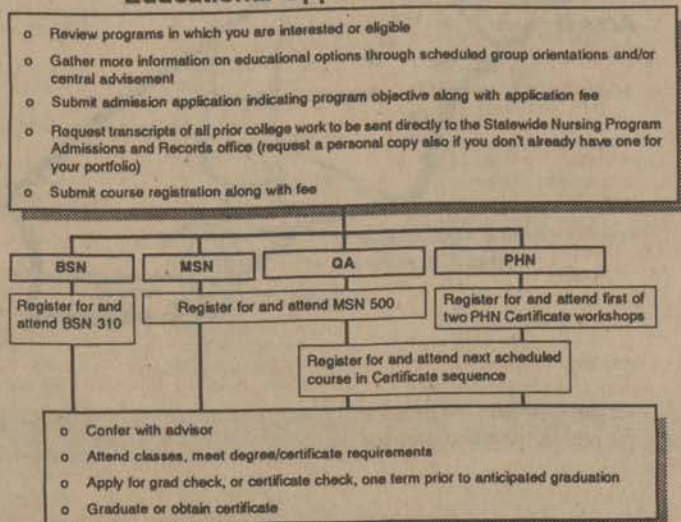 o Review programs in which you are interested or eligible
o Gather more information on educational options through scheduled group orientations and/or
central advisement
o Submit admission application indicating program objective along with application fee
o Request transcripts of all prior college work to be sent directly to the Statewide Nursing Program
Admissions and Records office (request a personal copy also if you don't already have one for
your portfolio)
o Submit course registration along with fee
BSN
MSN
QA
PHN
Register for and
attend BSN 310
Register for and attend MSN 500
Register for and attend first of
two PHN Certificate workshops
Register for and attend next scheduled
course in Certificate sequence
o Confer with advisor
o Attend classes, meet degree/certificate requirements
o Apply for grad check, or certificate check, one term prior to anticipated graduation
o Graduate or obtain certificate